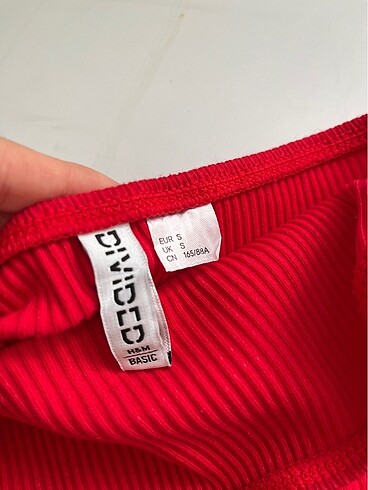 DIVIDED
H&M
BASIC
EUR S
UK S
CN 165/88A